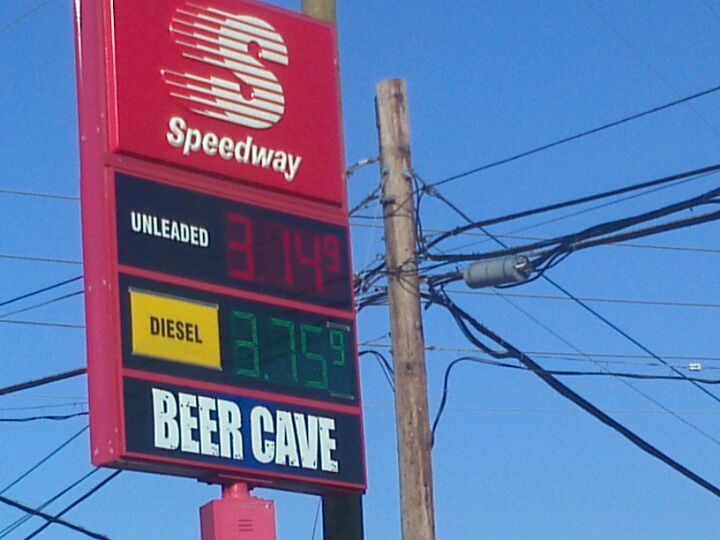 S
Speedway
UNLEADED 3.149
DIESEL 3.759
BEER CAVE